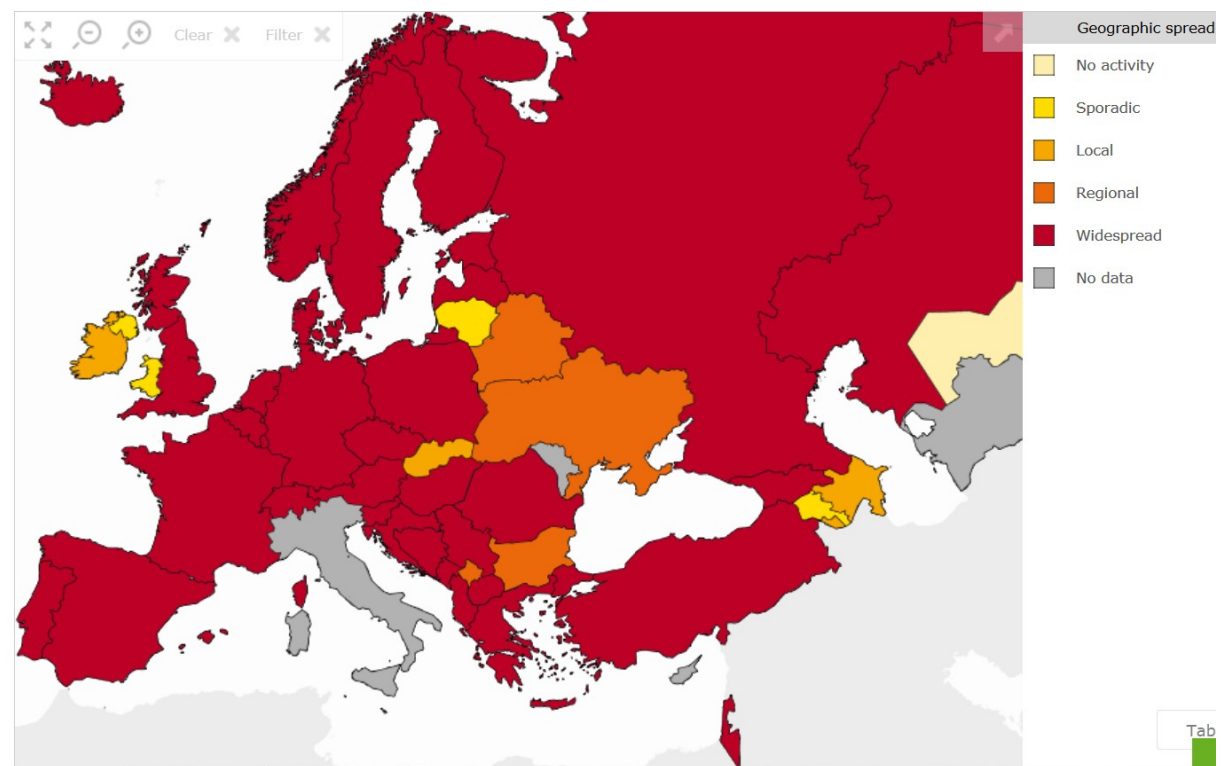 Clear
Filter
Geographic spread
No activity
Sporadic
Local
Regional
Widespread
No data
Tab